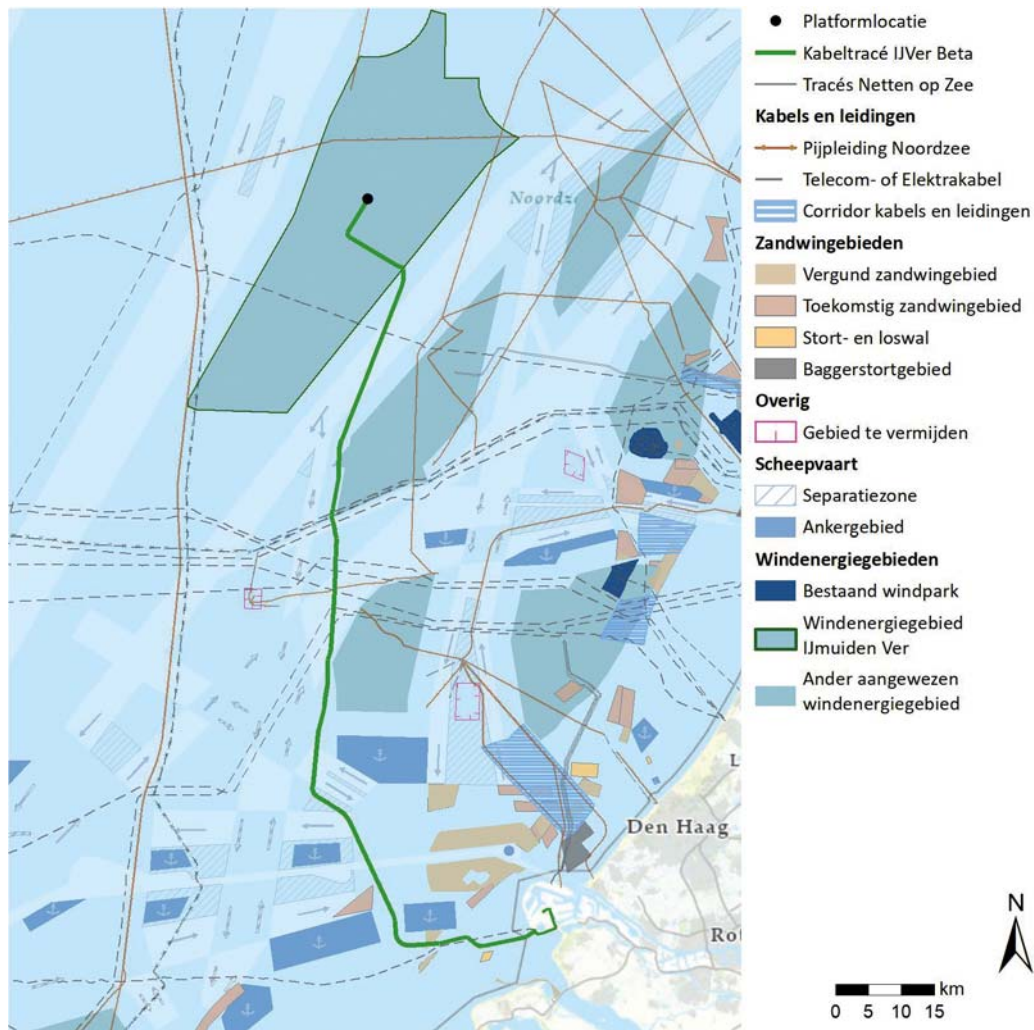 Platformlocatie
Kabeltracé IJVer Beta
Tracés Netten op Zee
Kabels en leidingen
Pijpleiding Noordzee
Telecom- of Elektrakabel
Corridor kabels en leidingen
Zandwingebieden
Vergund zandwingebied
Toekomstig zandwingebied
Stort- en loswal
Baggerstortgebied
Overig
Gebied te vermijden
Scheepvaart
Separatiezone
Ankergebied
Windenergiegebieden
Bestaand windpark
Windenergiegebied
IJmuiden Ver
Ander aangewezen
windenergiegebied
Noordz
L
Den Haag
Rot
N
km
0 5 10 15